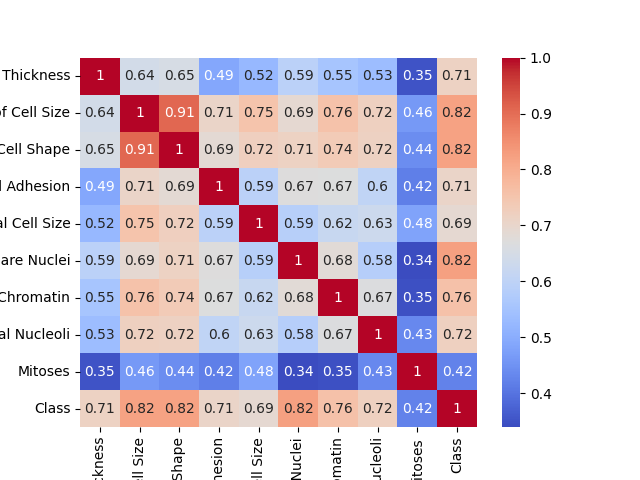 Thickness 1 0.64 0.65 0.49 0.52 0.59 0.55 0.53 0.35 0.71
of Cell Size 0.64 1 0.91 0.71 0.75 0.69 0.76 0.72 0.46 0.82
Cell Shape 0.65 0.91 1 0.69 0.72 0.71 0.74 0.72 0.44 0.82
l Adhesion 0.49 0.71 0.69 1 0.59 0.67 0.67 0.6 0.42 0.71
al Cell Size 0.52 0.75 0.72 0.59 1 0.59 0.62 0.63 0.48 0.69
are Nuclei 0.59 0.69 0.71 0.67 0.59 1 0.68 0.58 0.34 0.82
Chromatin 0.55 0.76 0.74 0.67 0.62 0.68 1 0.67 0.35 0.76
al Nucleoli 0.53 0.72 0.72 0.6 0.63 0.58 0.67 1 0.43 0.72
Mitoses 0.35 0.46 0.44 0.42 0.48 0.34 0.35 0.43 1 0.42
Class 0.71 0.82 0.82 0.71 0.69 0.82 0.76 0.72 0.42 1
ckness
ell Size
Shape
hesion
ell Size
Nuclei
omatin
ucleoli
itoses
Class
1.0
0.9
0.8
0.7
0.6
0.5
0.4